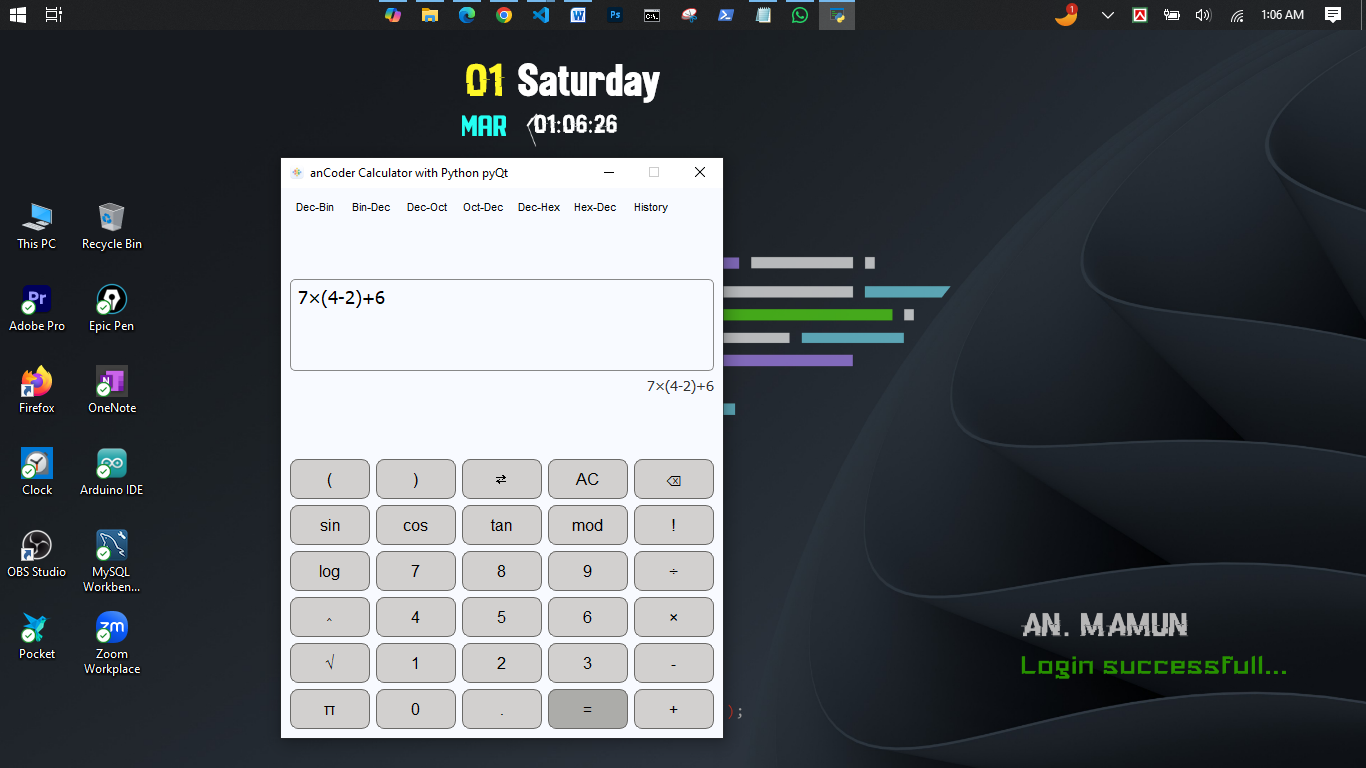 1
1:06 AM
01 Saturday
MAR 01:06:26
anCoder Calculator with Python pyQt
Dec-Bin Bin-Dec Dec-Oct Oct-Dec Dec-Hex Hex-Dec History
7×(4-2)+6
7×(4-2)+6
( ) ⇄ AC ⌫
sin cos tan mod !
log 7 8 9 ÷
^ 4 5 6 ×
√ 1 2 3 -
π 0 . = +
This PC
Recycle Bin
Adobe Pro
Epic Pen
Firefox
OneNote
Clock
Arduino IDE
OBS Studio
MySQL
Workben...
Pocket
Zoom
Workplace
AN. MAMUN
Login successfull...
);